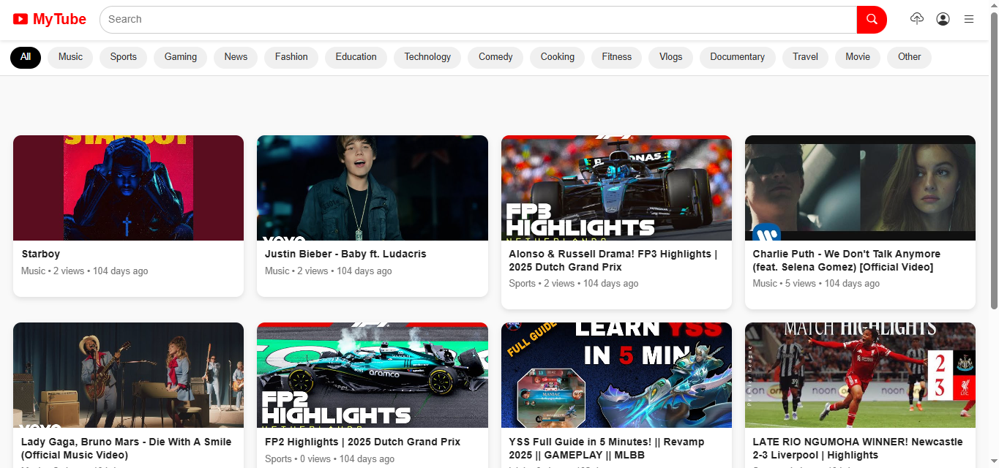 MyTube
Search
All
Music
Sports
Gaming
News
Fashion
Education
Technology
Comedy
Cooking
Fitness
Vlogs
Documentary
Travel
Movie
Other
STARBOY
Starboy
Music • 2 views • 104 days ago
vevo
Justin Bieber - Baby ft. Ludacris
Music • 2 views • 104 days ago
FP3
HIGHLIGHTS
NETHERLANDS
Alonso & Russell Drama! FP3 Highlights |
2025 Dutch Grand Prix
Sports • 2 views • 104 days ago
Charlie Puth - We Don't Talk Anymore
(feat. Selena Gomez) [Official Video]
Music • 5 views • 104 days ago
vevo
Lady Gaga, Bruno Mars - Die With A Smile
(Official Music Video)
aramco
FP2
HIGHLIGHTS
NETHERLANDS
FP2 Highlights | 2025 Dutch Grand Prix
Sports • 0 views • 104 days ago
FULL GUIDE
LEARN YSS
IN 5 MIN
MANIAC
YSS Full Guide in 5 Minutes! || Revamp
2025 || GAMEPLAY || MLBB
MATCH HIGHLIGHTS
Premier League
2
3
noon
noon
39
LATE RIO NGUMOHA WINNER! Newcastle
2-3 Liverpool | Highlights